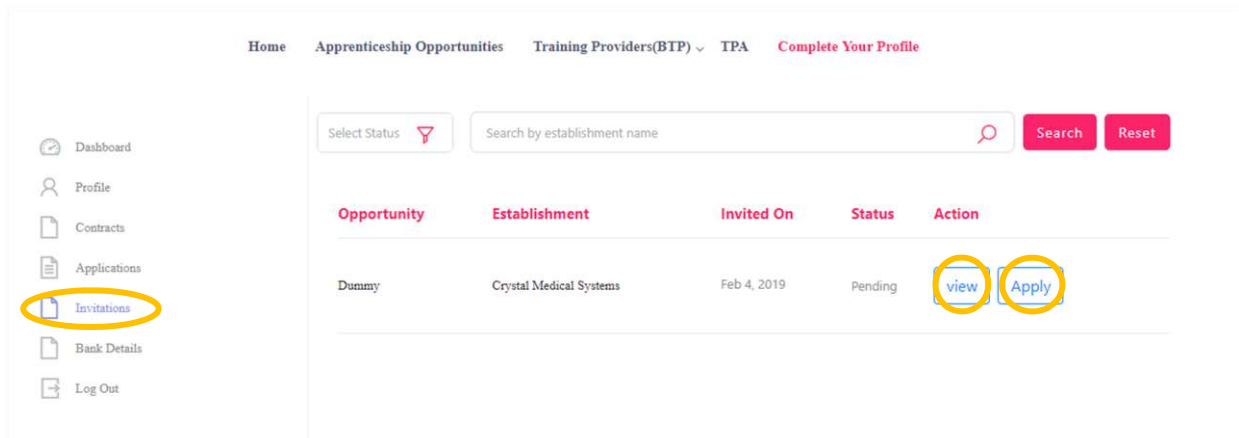 Home Apprenticeship Opportunities Training Providers(BTP) TPA Complete Your Profile
Select Status Search by establishment name Search Reset
Dashboard
Profile
Contracts
Applications
Invitations
Bank Details
Log Out
Opportunity Establishment Invited On Status Action
Dummy Crystal Medical Systems Feb 4, 2019 Pending view Apply